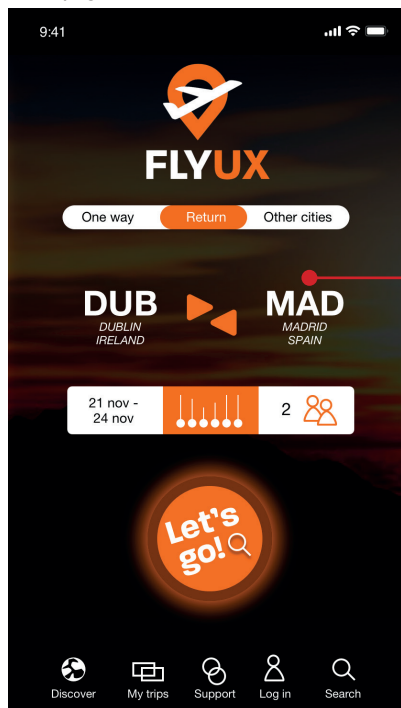 9:41
FLYUX
One way Return Other cities
DUB MAD
DUBLIN MADRID
IRELAND SPAIN
21 nov -
24 nov
2
Let's
go!
Discover My trips Support Log in Search